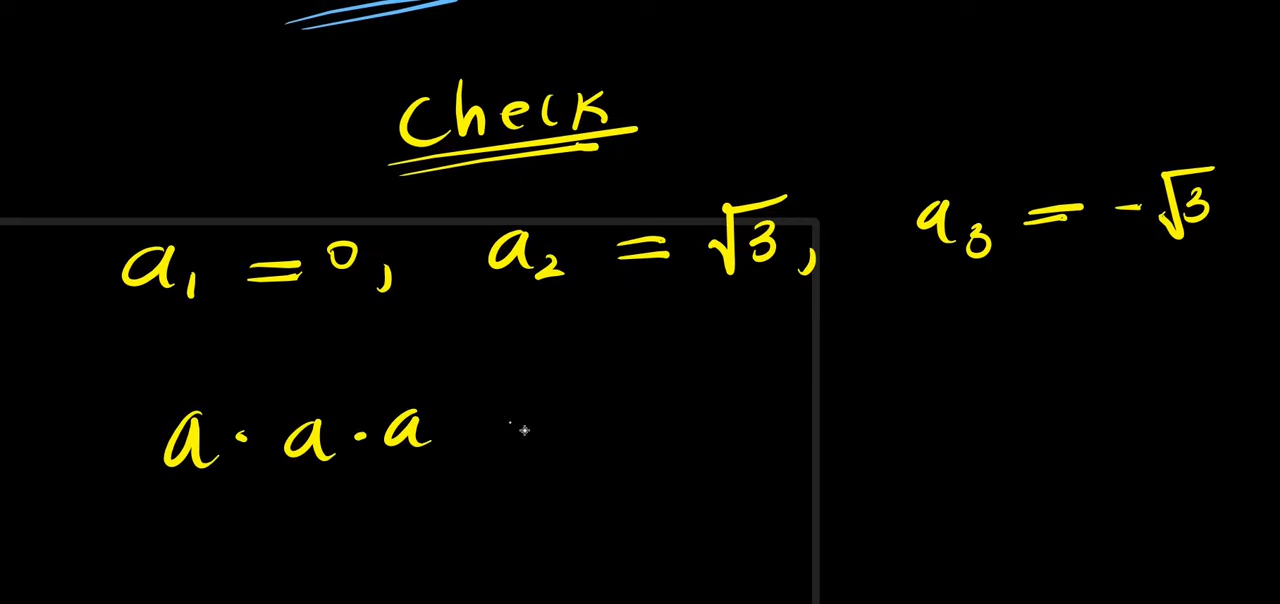 Check
a₁ = 0, a₂ = √3, a₃ = -√3
a · a · a